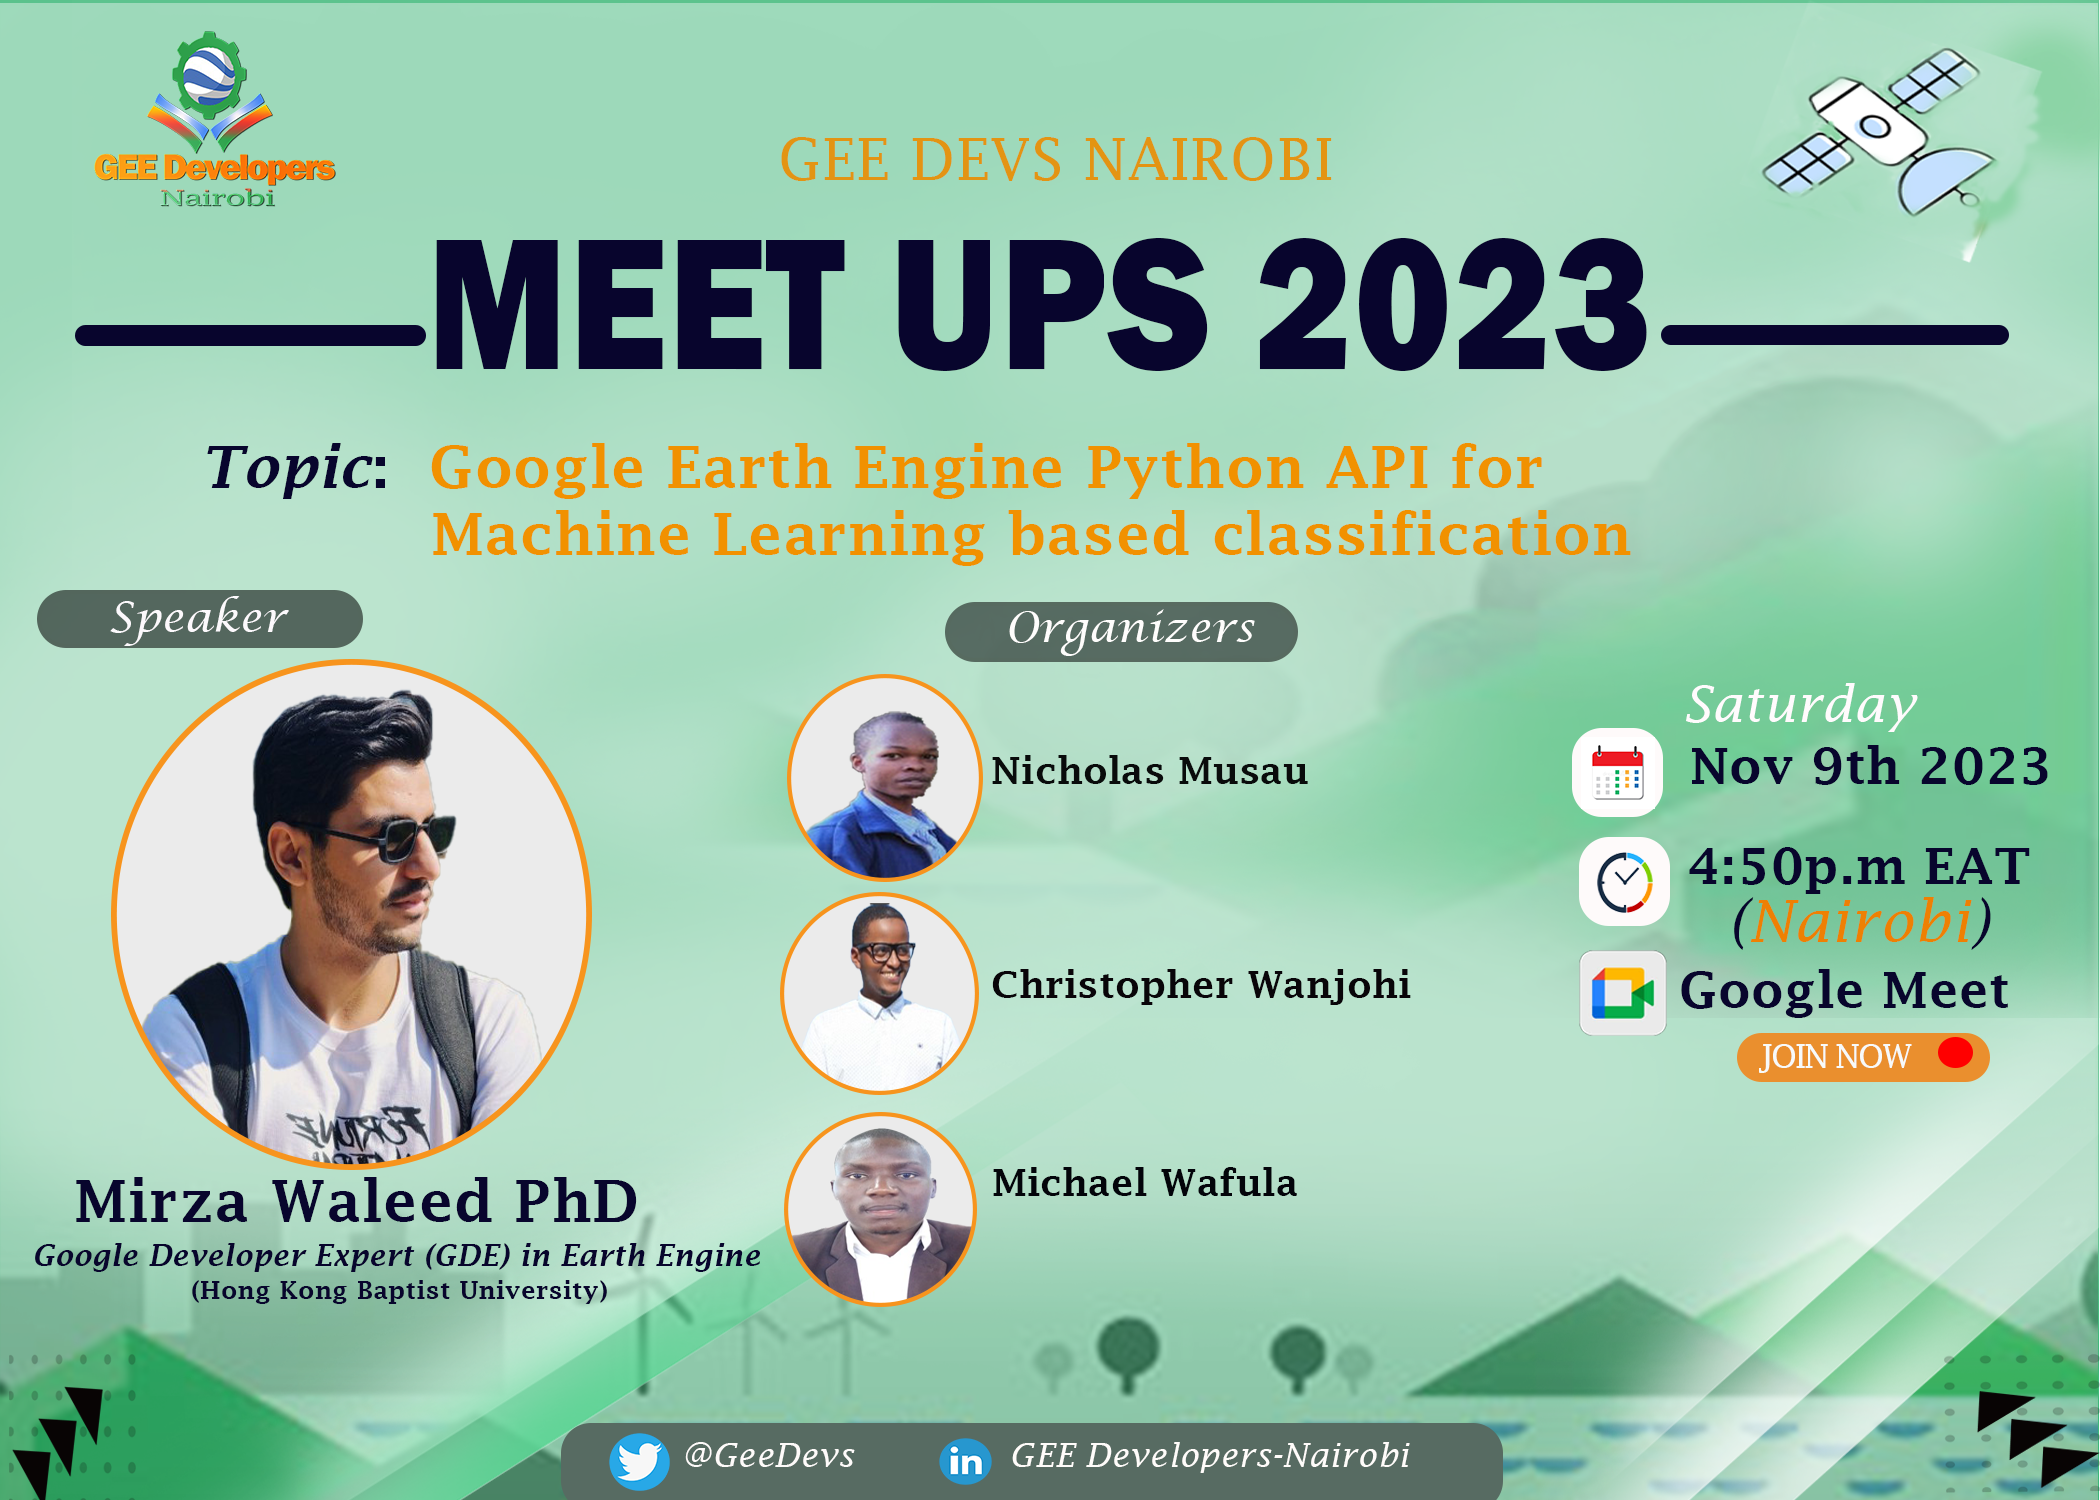 GEE Developers
Nairobi
GEE DEVS NAIROBI
MEET UPS 2023
Topic: Google Earth Engine Python API for
Machine Learning based classification
Speaker
Organizers
Nicholas Musau
Christopher Wanjohi
Michael Wafula
Saturday
Nov 9th 2023
4:50p.m EAT
(Nairobi)
Google Meet
JOIN NOW
Mirza Waleed PhD
Google Developer Expert (GDE) in Earth Engine
(Hong Kong Baptist University)
@GeeDevs
in
GEE Developers-Nairobi